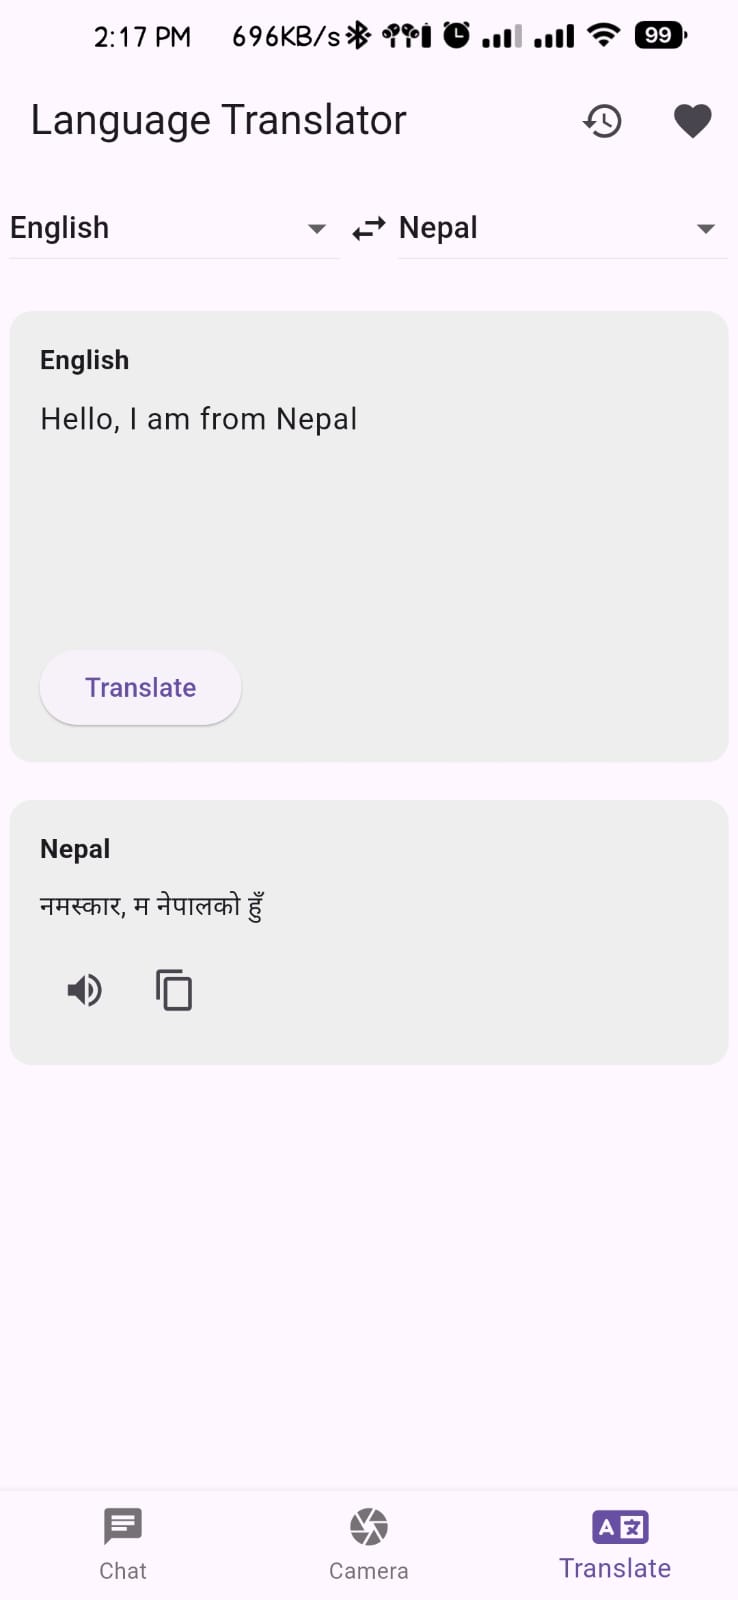 2:17 PM 696KB/s 99
Language Translator
English Nepal
English
Hello, I am from Nepal
Translate
Nepal
नमस्कार, म नेपालको हुँ
A 文
Chat Camera Translate